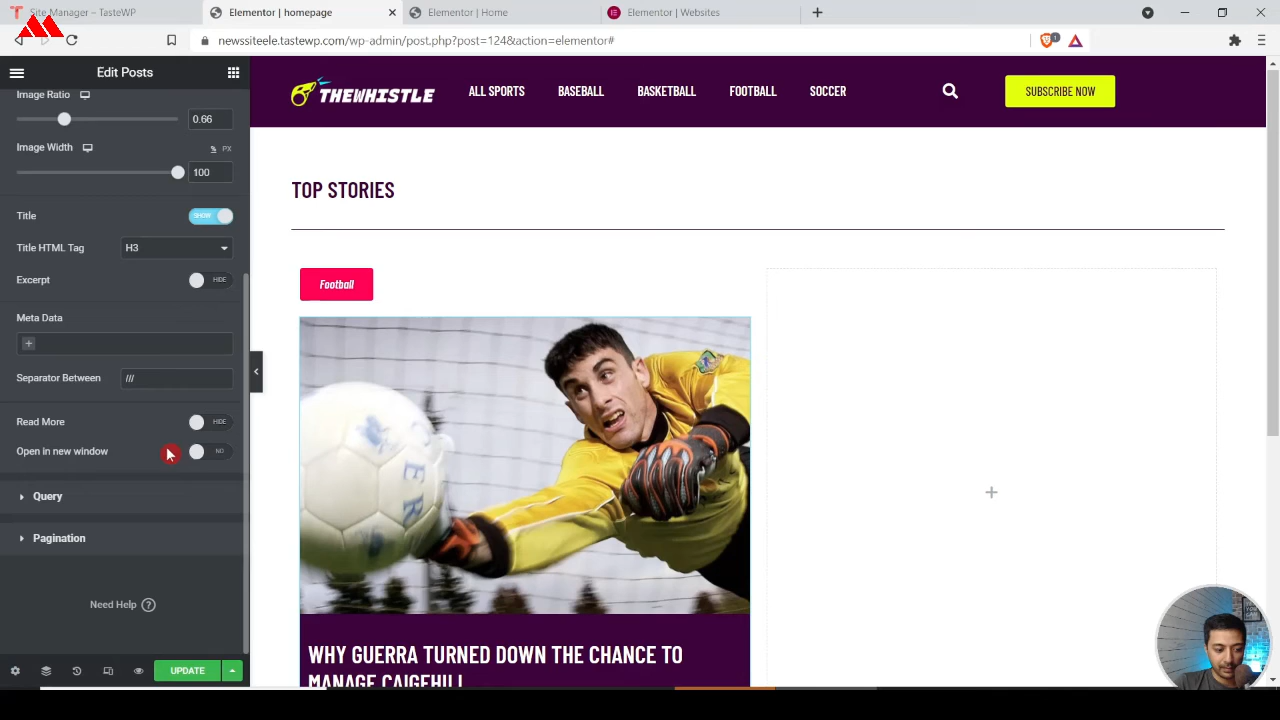 Site Manager - TasteWP
Elementor | homepage
Elementor | Home
Elementor | Websites
newssiteele.tastewp.com/wp-admin/post.php?post=124&action=elementor#
1
Edit Posts
THEWHISTLE
ALL SPORTS
BASEBALL
BASKETBALL
FOOTBALL
SOCCER
SUBSCRIBE NOW
Image Ratio
0.66
Image Width
% PX
100
Title
SHOW
Title HTML Tag
H3
Excerpt
HIDE
Meta Data
Separator Between
///
Read More
HIDE
Open in new window
NO
Query
Pagination
Need Help
UPDATE
TOP STORIES
Football
WHY GUERRA TURNED DOWN THE CHANCE TO
MANAGE CAIGEHILL